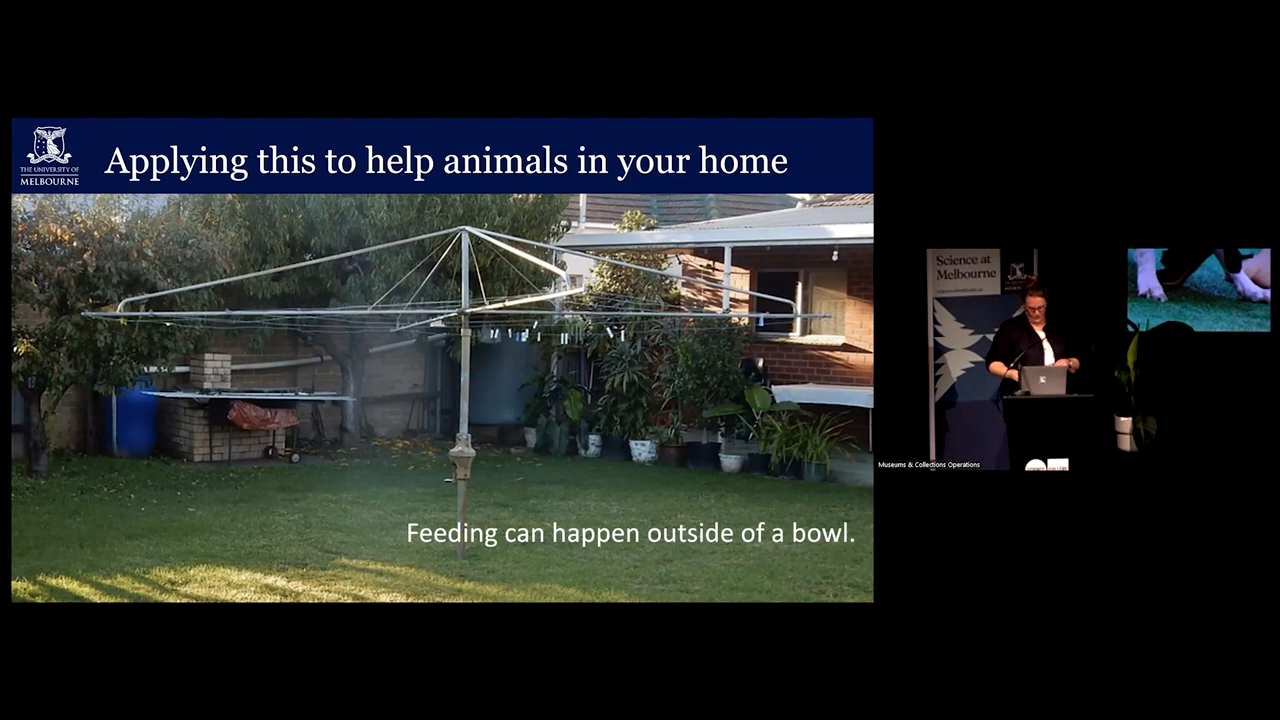 Applying this to help animals in your home
THE UNIVERSITY OF
MELBOURNE
Feeding can happen outside of a bowl.
Science at
Melbourne
Museums & Collections Operations